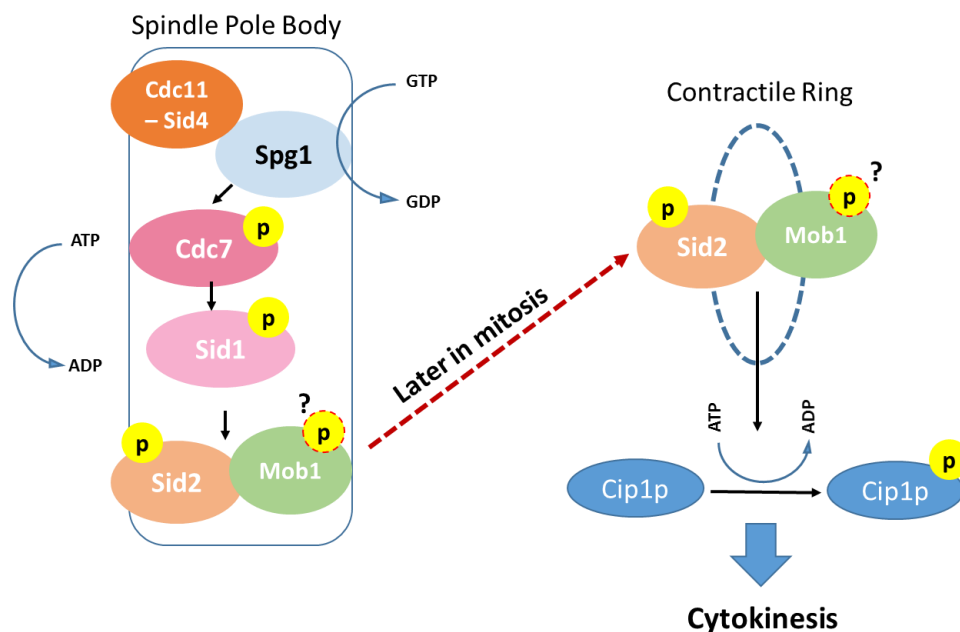 Spindle Pole Body
Cdc11
– Sid4
Spg1
GTP
GDP
Cdc7
p
ATP
ADP
Sid1
p
Sid2
p
Mob1
p
?
Later in mitosis
Contractile Ring
Sid2
p
Mob1
p
?
ATP
ADP
Cip1p
Cip1p
p
Cytokinesis